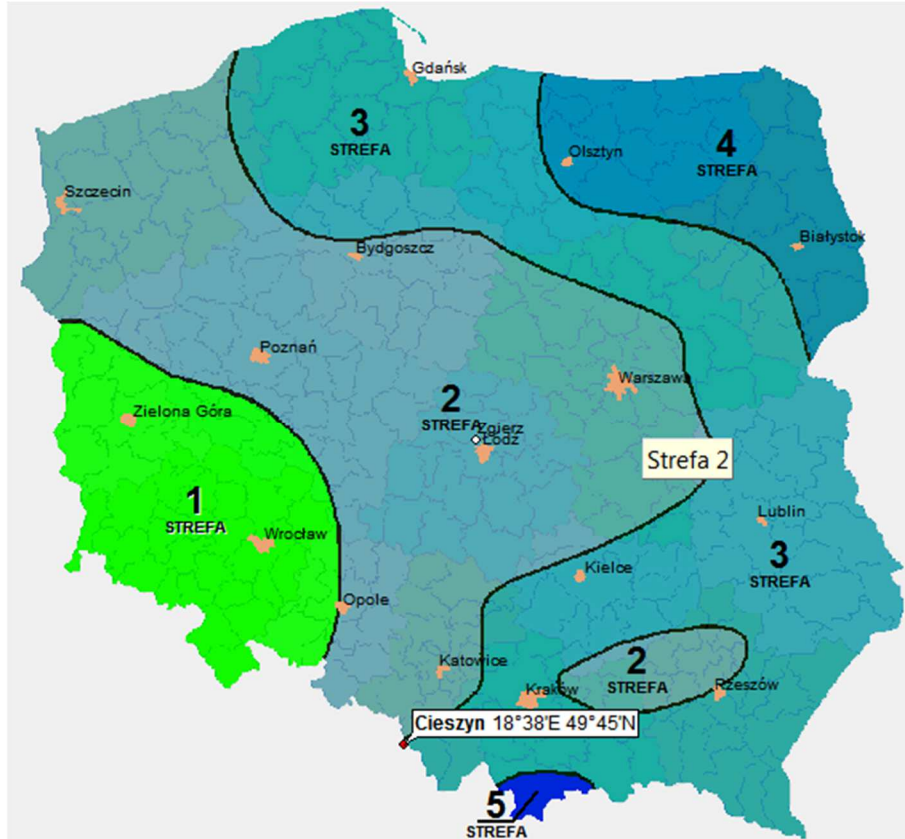 Gdańsk
3
STREFA
Olsztyn
4
STREFA
Szczecin
Białystok
Bydgoszcz
Poznań
Warszawa
2
STREFA
Zgierz
Łódź
Zielona Góra
Strefa 2
1
STREFA
Wrocław
Lublin
3
STREFA
Kielce
Opole
Katowice
2
STREFA
Kraków
Rzeszów
Cieszyn 18°38'E 49°45'N
5
STREFA